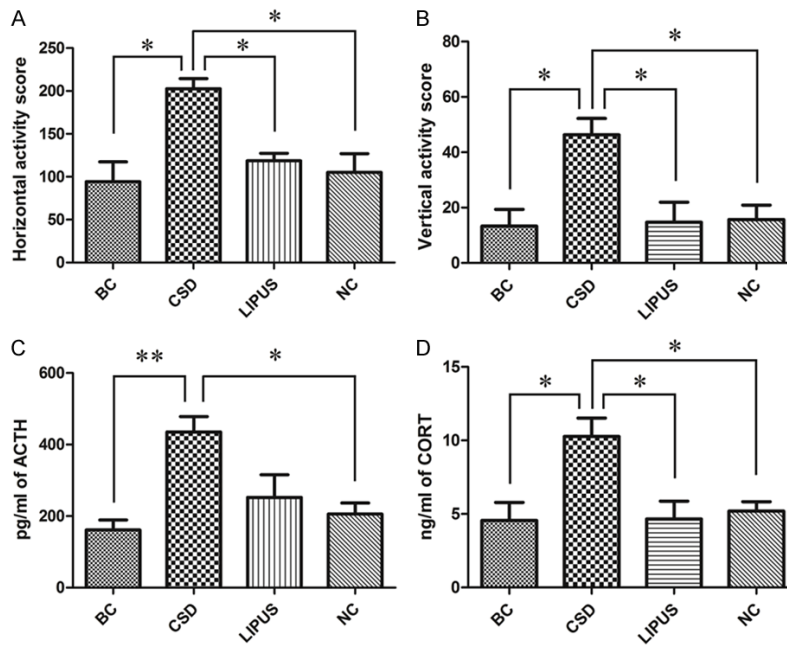 A
Horizontal activity score
250
200
150
100
50
0
*
*
*
BC
CSD
LIPUS
NC
B
Vertical activity score
80
60
40
20
0
*
*
*
BC
CSD
LIPUS
NC
C
pg/ml of ACTH
600
400
200
0
**
*
BC
CSD
LIPUS
NC
D
ng/ml of CORT
15
10
5
0
*
*
*
BC
CSD
LIPUS
NC